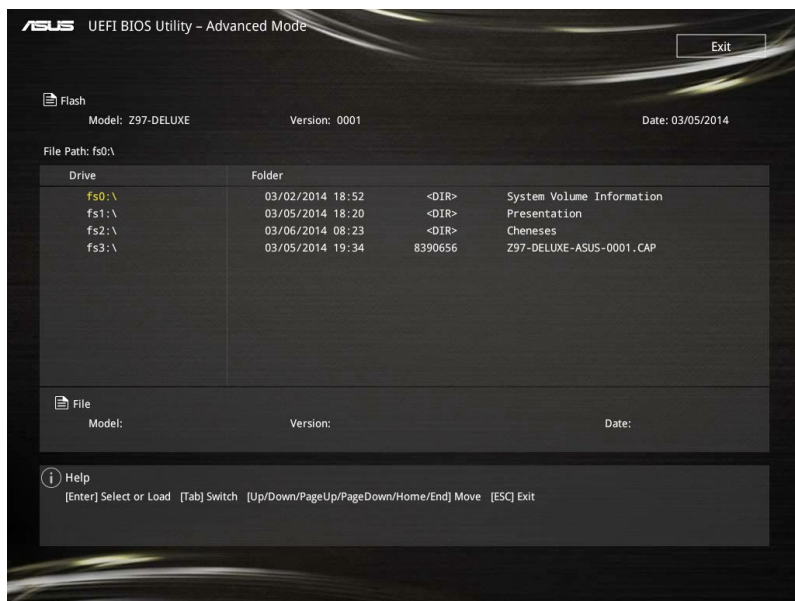 ASUS UEFI BIOS Utility – Advanced Mode
Exit
Flash
Model: Z97-DELUXE Version: 0001 Date: 03/05/2014
File Path: fs0:\
Drive Folder
fs0:\ 03/02/2014 18:52 <DIR> System Volume Information
fs1:\ 03/05/2014 18:20 <DIR> Presentation
fs2:\ 03/06/2014 08:23 <DIR> Cheneses
fs3:\ 03/05/2014 19:34 8390656 Z97-DELUXE-ASUS-0001.CAP
File
Model: Version: Date:
Help
[Enter] Select or Load [Tab] Switch [Up/Down/PageUp/PageDown/Home/End] Move [ESC] Exit